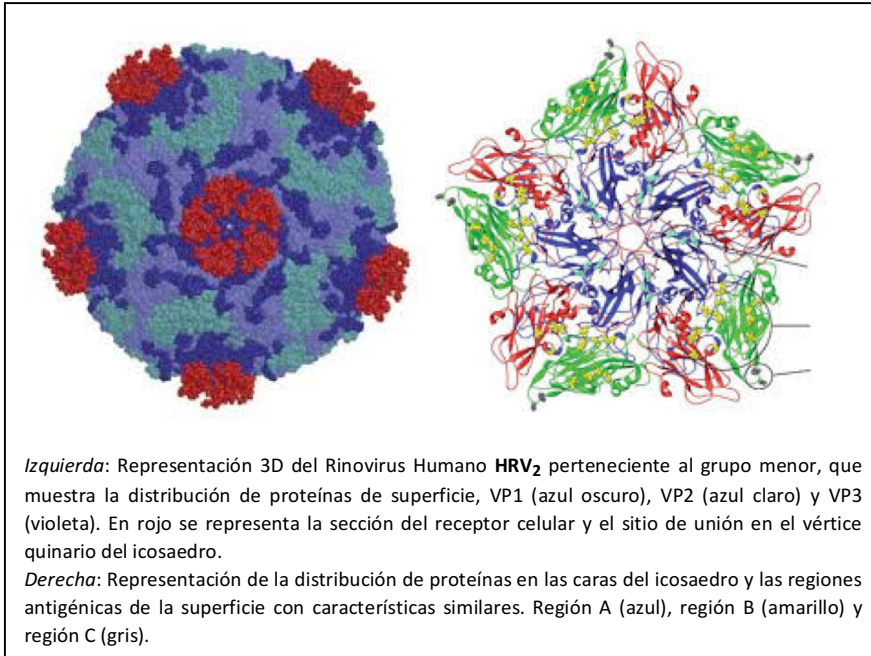 Izquierda: Representación 3D del Rinovirus Humano HRV2 perteneciente al grupo menor, que
muestra la distribución de proteínas de superficie, VP1 (azul oscuro), VP2 (azul claro) y VP3
(violeta). En rojo se representa la sección del receptor celular y el sitio de unión en el vértice
quinario del icosaedro.
Derecha: Representación de la distribución de proteínas en las caras del icosaedro y las regiones
antigénicas de la superficie con características similares. Región A (azul), región B (amarillo) y
región C (gris).